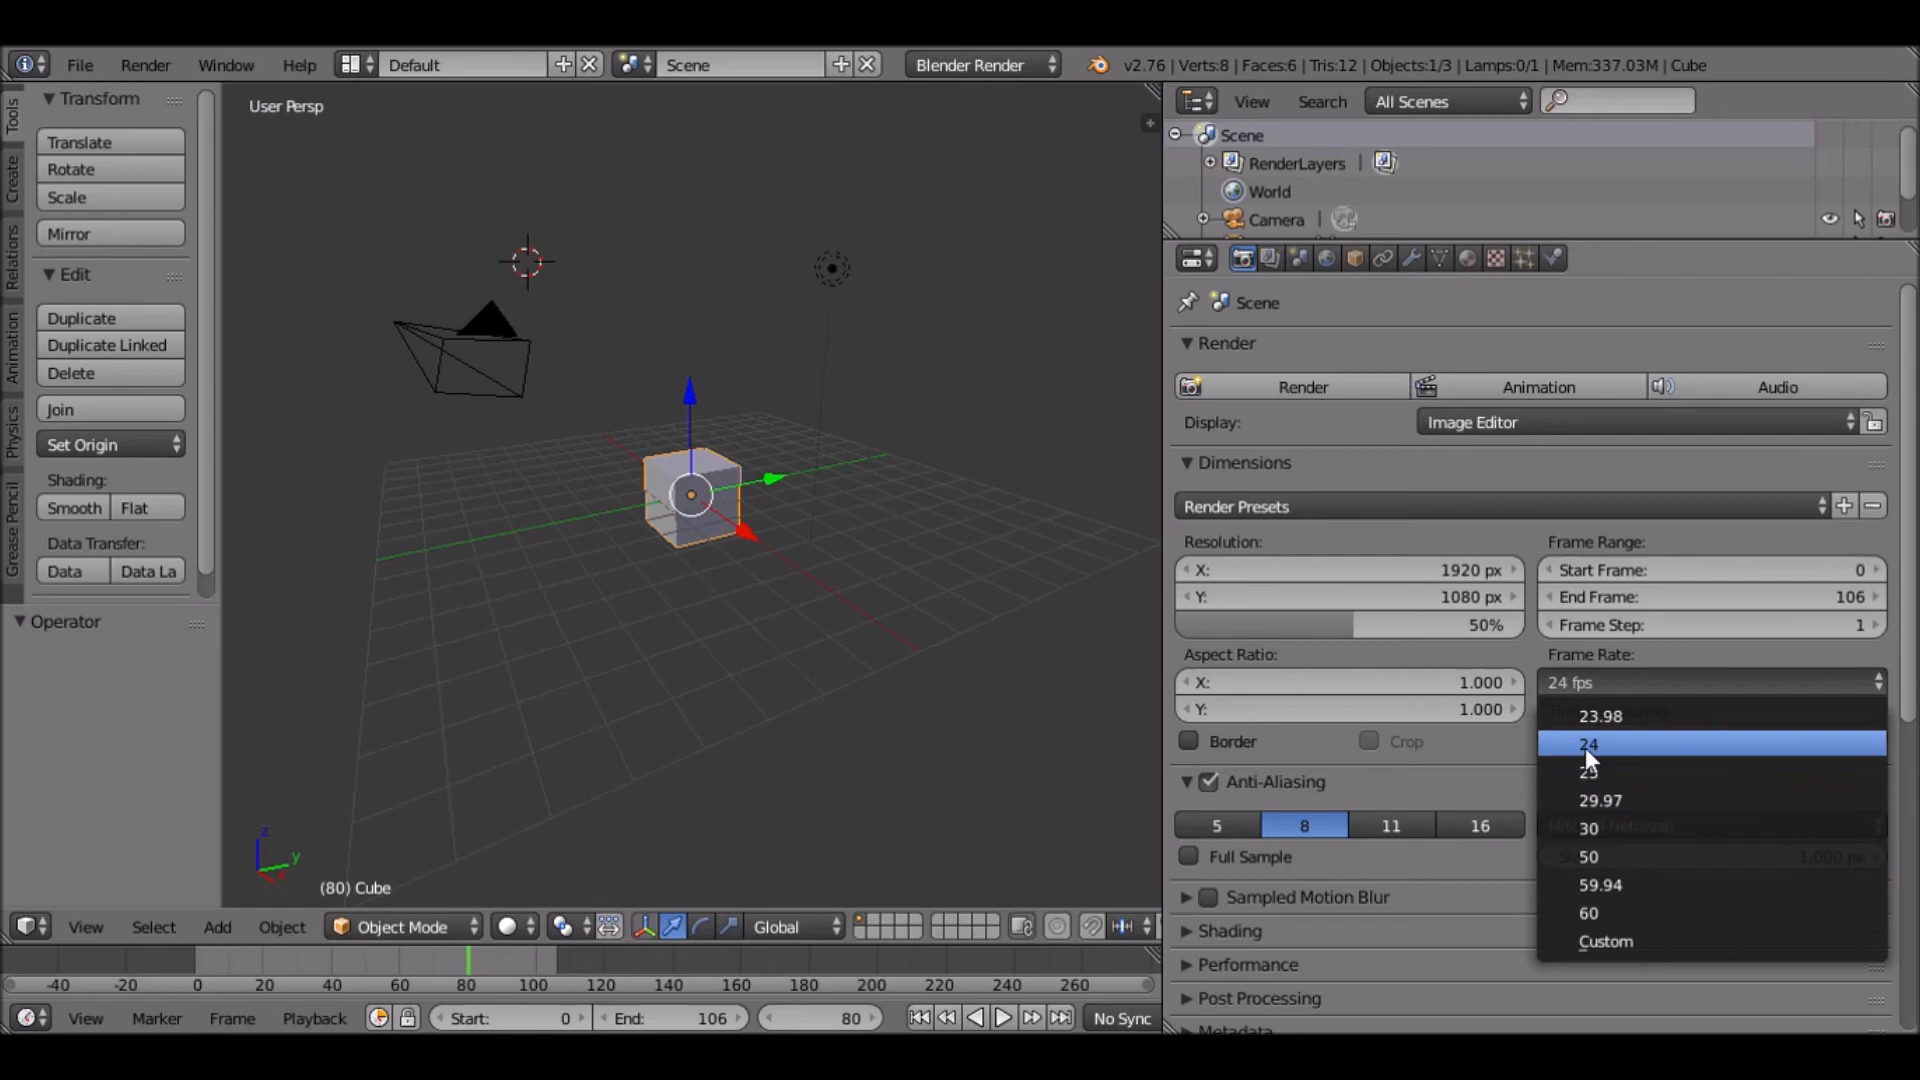 File Render Window Help Default Scene Blender Render v2.76 | Verts:8 | Faces:6 | Tris:12 | Objects:1/3 | Lamps:0/1 | Mem:337.03M | Cube
Tools
Create
Relations
Animation
Physics
Grease Pencil
Transform
Translate
Rotate
Scale
Mirror
Edit
Duplicate
Duplicate Linked
Delete
Join
Set Origin
Shading:
Smooth Flat
Data Transfer:
Data Data La
Operator
User Persp
(80) Cube
View Select Add Object Object Mode Global
-40 -20 0 20 40 60 80 100 120 140 160 180 200 220 240 260
View Marker Frame Playback Start: 0 End: 106 80 No Sync
View Search All Scenes
Scene
RenderLayers |
World
Camera |
Scene
Render
Render Animation Audio
Display: Image Editor
Dimensions
Render Presets
Resolution:
X: 1920 px
Y: 1080 px
50%
Aspect Ratio:
X: 1.000
Y: 1.000
Border Crop
Frame Range:
Start Frame: 0
End Frame: 106
Frame Step: 1
Frame Rate:
24 fps
23.98
24
25
29.97
30
50
59.94
60
Custom
Anti-Aliasing
5 8 11 16
Full Sample
Mitchell-Netravali
1.000 px
Sampled Motion Blur
Shading
Performance
Post Processing
Metadata